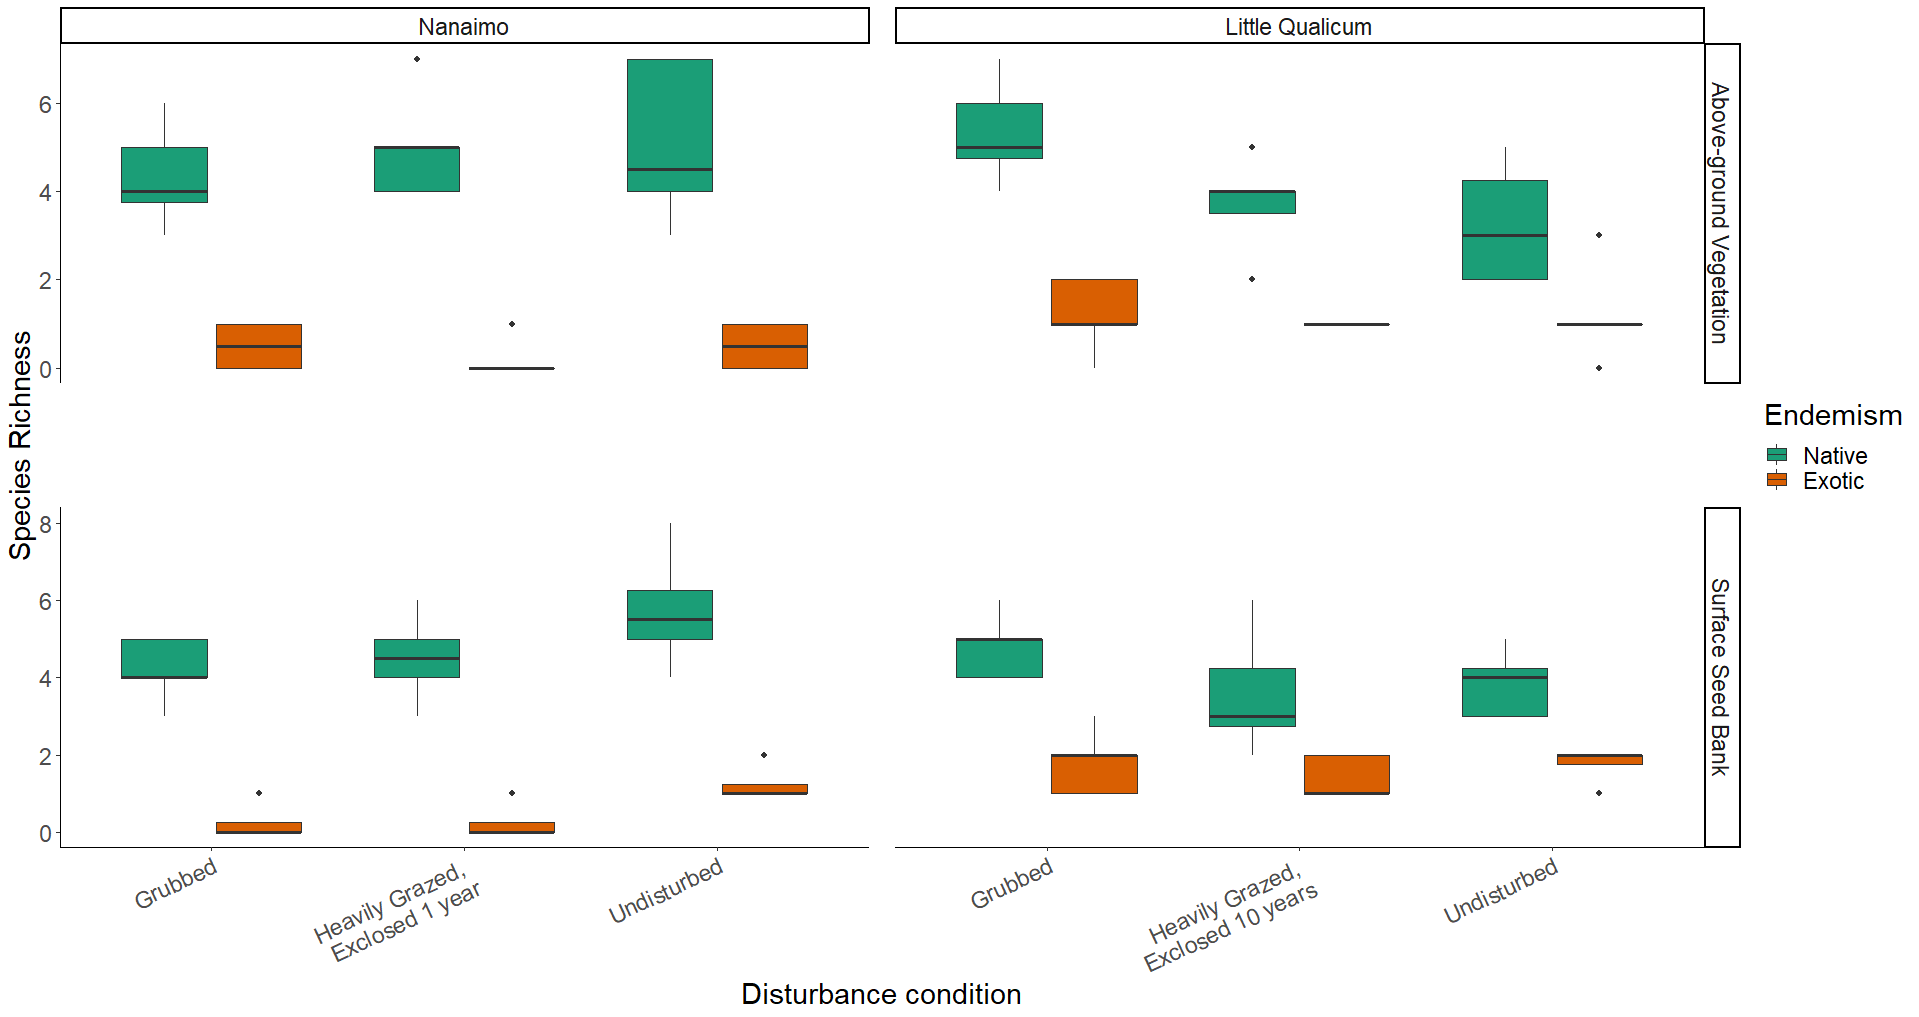 Nanaimo
Little Qualicum
Above-ground Vegetation
6
4
2
0
Species Richness
Endemism
Native
Exotic
Surface Seed Bank
8
6
4
2
0
Grubbed
Heavily Grazed,
Exclosed 1 year
Undisturbed
Grubbed
Heavily Grazed,
Exclosed 10 years
Undisturbed
Disturbance condition